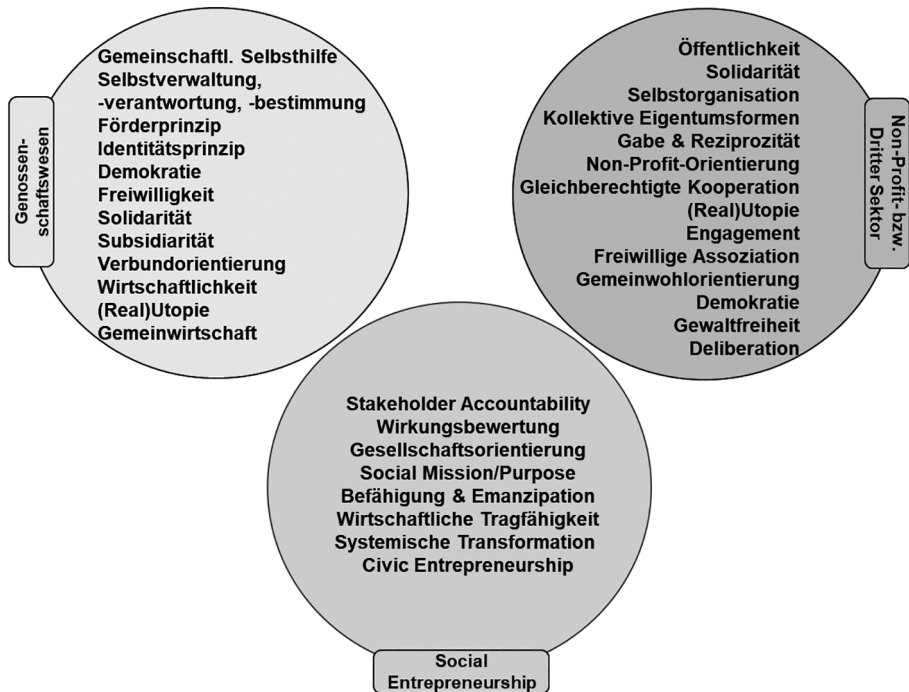 Genossen-
schaftswesen
Gemeinschaftl. Selbsthilfe
Selbstverwaltung,
-verantwortung, -bestimmung
Förderprinzip
Identitätsprinzip
Demokratie
Freiwilligkeit
Solidarität
Subsidiarität
Verbundorientierung
Wirtschaftlichkeit
(Real)Utopie
Gemeinwirtschaft
Öffentlichkeit
Solidarität
Selbstorganisation
Kollektive Eigentumsformen
Gabe & Reziprozität
Non-Profit-Orientierung
Gleichberechtigte Kooperation
(Real)Utopie
Engagement
Freiwillige Assoziation
Gemeinwohlorientierung
Demokratie
Gewaltfreiheit
Deliberation
Non-Profit- bzw.
Dritter Sektor
Stakeholder Accountability
Wirkungsbewertung
Gesellschaftsorientierung
Social Mission/Purpose
Befähigung & Emanzipation
Wirtschaftliche Tragfähigkeit
Systemische Transformation
Civic Entrepreneurship
Social
Entrepreneurship